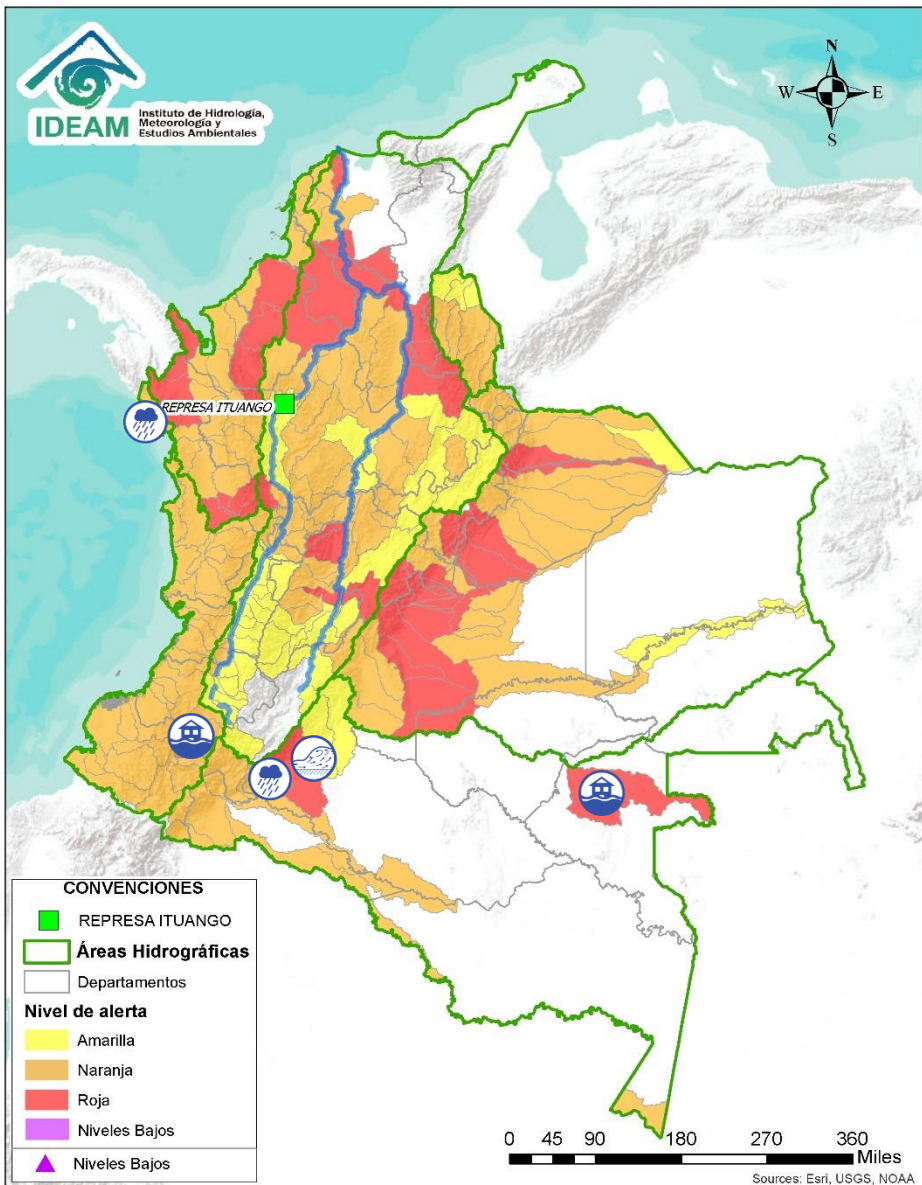 IDEAM
Instituto de Hidrología,
Meteorología y
Estudios Ambientales
N
W
E
S
REPRESA ITUANGO
CONVENCIONES
REPRESA ITUANGO
Áreas Hidrográficas
Departamentos
Nivel de alerta
Amarilla
Naranja
Roja
Niveles Bajos
Niveles Bajos
0 45 90 180 270 360
Miles
Sources: Esri, USGS, NOAA